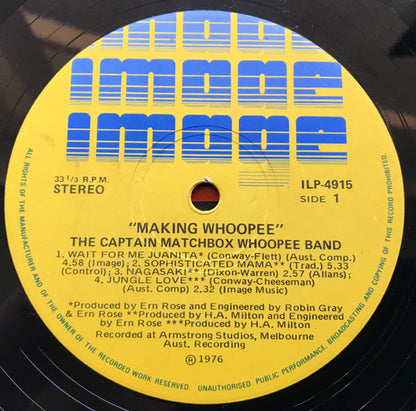 image
image
image
33 1/3 R.P.M.
STEREO
ILP-4915
SIDE 1
"MAKING WHOOPEE"
THE CAPTAIN MATCHBOX WHOOPEE BAND
1. WAIT FOR ME JUANITA* (Conway-Flett) (Aust. Comp.)
4.58 (Image); 2. SOPHISTICATED MAMA** (Trad.) 5.33
(Control); 3. NAGASAKI** (Dixon-Warren) 2.57 (Allans);
4. JUNGLE LOVE*** (Conway-Cheeseman)
(Aust. Comp.) 2.32 (Image Music)
*Produced by Ern Rose and Engineered by Robin Gray
& Ern Rose **Produced by H.A. Milton and Engineered
by Ern Rose ***Produced by H.A. Milton
Recorded at Armstrong Studios, Melbourne
Aust. Recording
℗ 1976
ALL RIGHTS OF THE MANUFACTURER AND OF THE OWNER OF THE RECORDED WORK RESERVED. UNAUTHORISED PUBLIC PERFORMANCE, BROADCASTING AND COPYING OF THIS RECORD PROHIBITED.